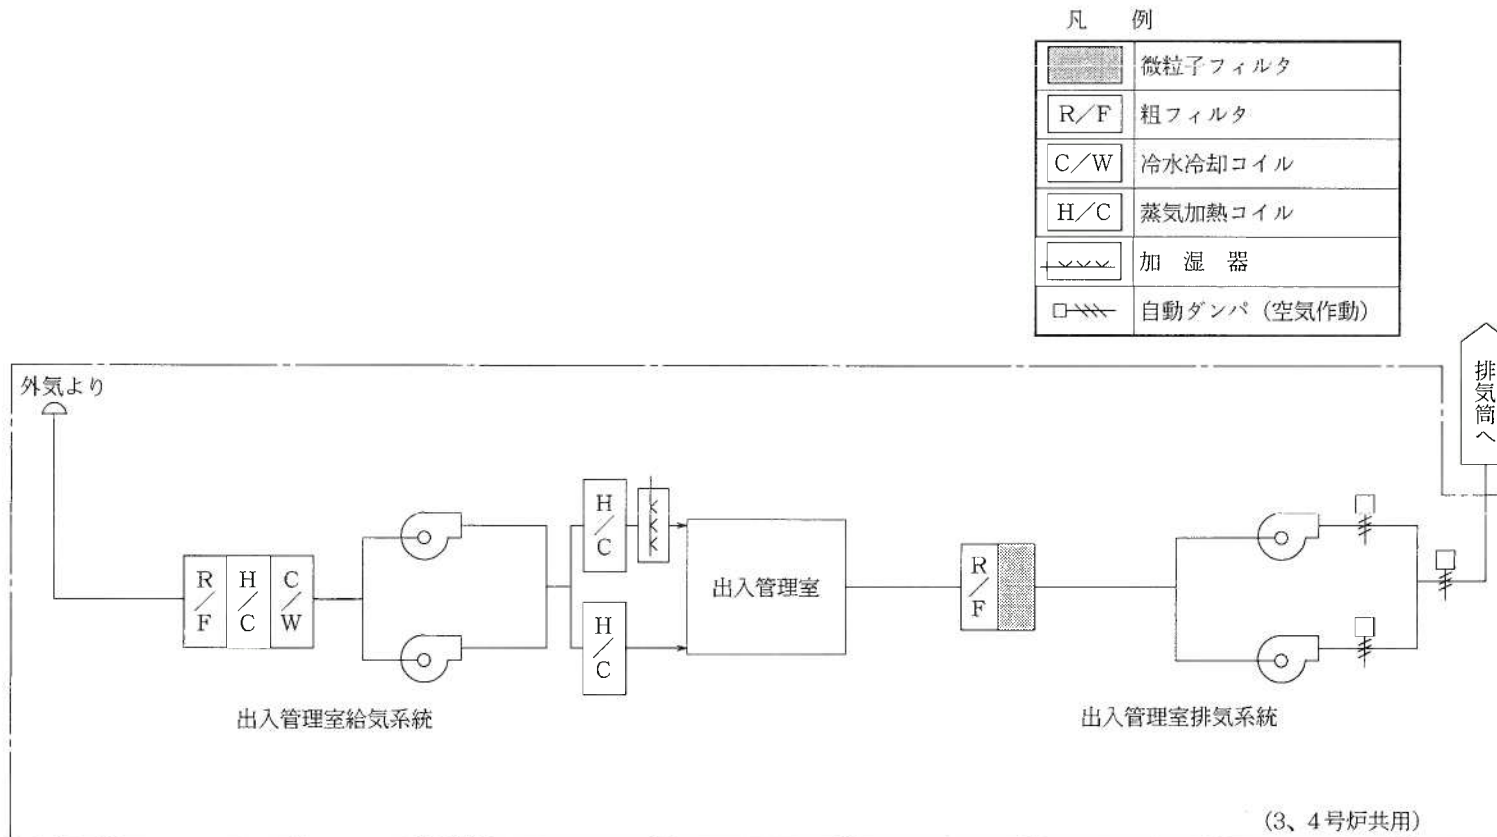 凡 例
微粒子フィルタ
R/F 粗フィルタ
C/W 冷水冷却コイル
H/C 蒸気加熱コイル
加 湿 器
自動ダンパ(空気作動)
排気筒へ
外気より
R/F
H/C
C/W
H/C
H/C
出入管理室
R/F
出入管理室給気系統
出入管理室排気系統
(3、4号炉共用)